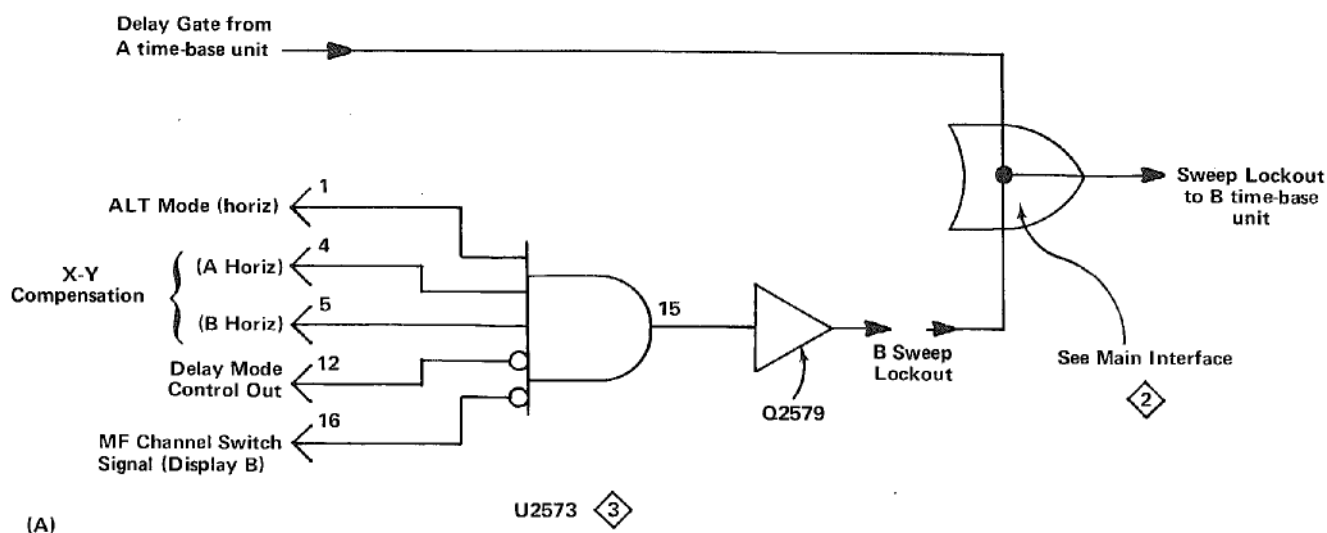 Delay Gate from
A time-base unit
Sweep Lockout
to B time-base
unit
ALT Mode (horiz)
1
X-Y
Compensation
(A Horiz)
4
(B Horiz)
5
15
Delay Mode
Control Out
12
B Sweep
Lockout
See Main Interface
2
Q2579
MF Channel Switch
Signal (Display B)
16
U2573
3
(A)